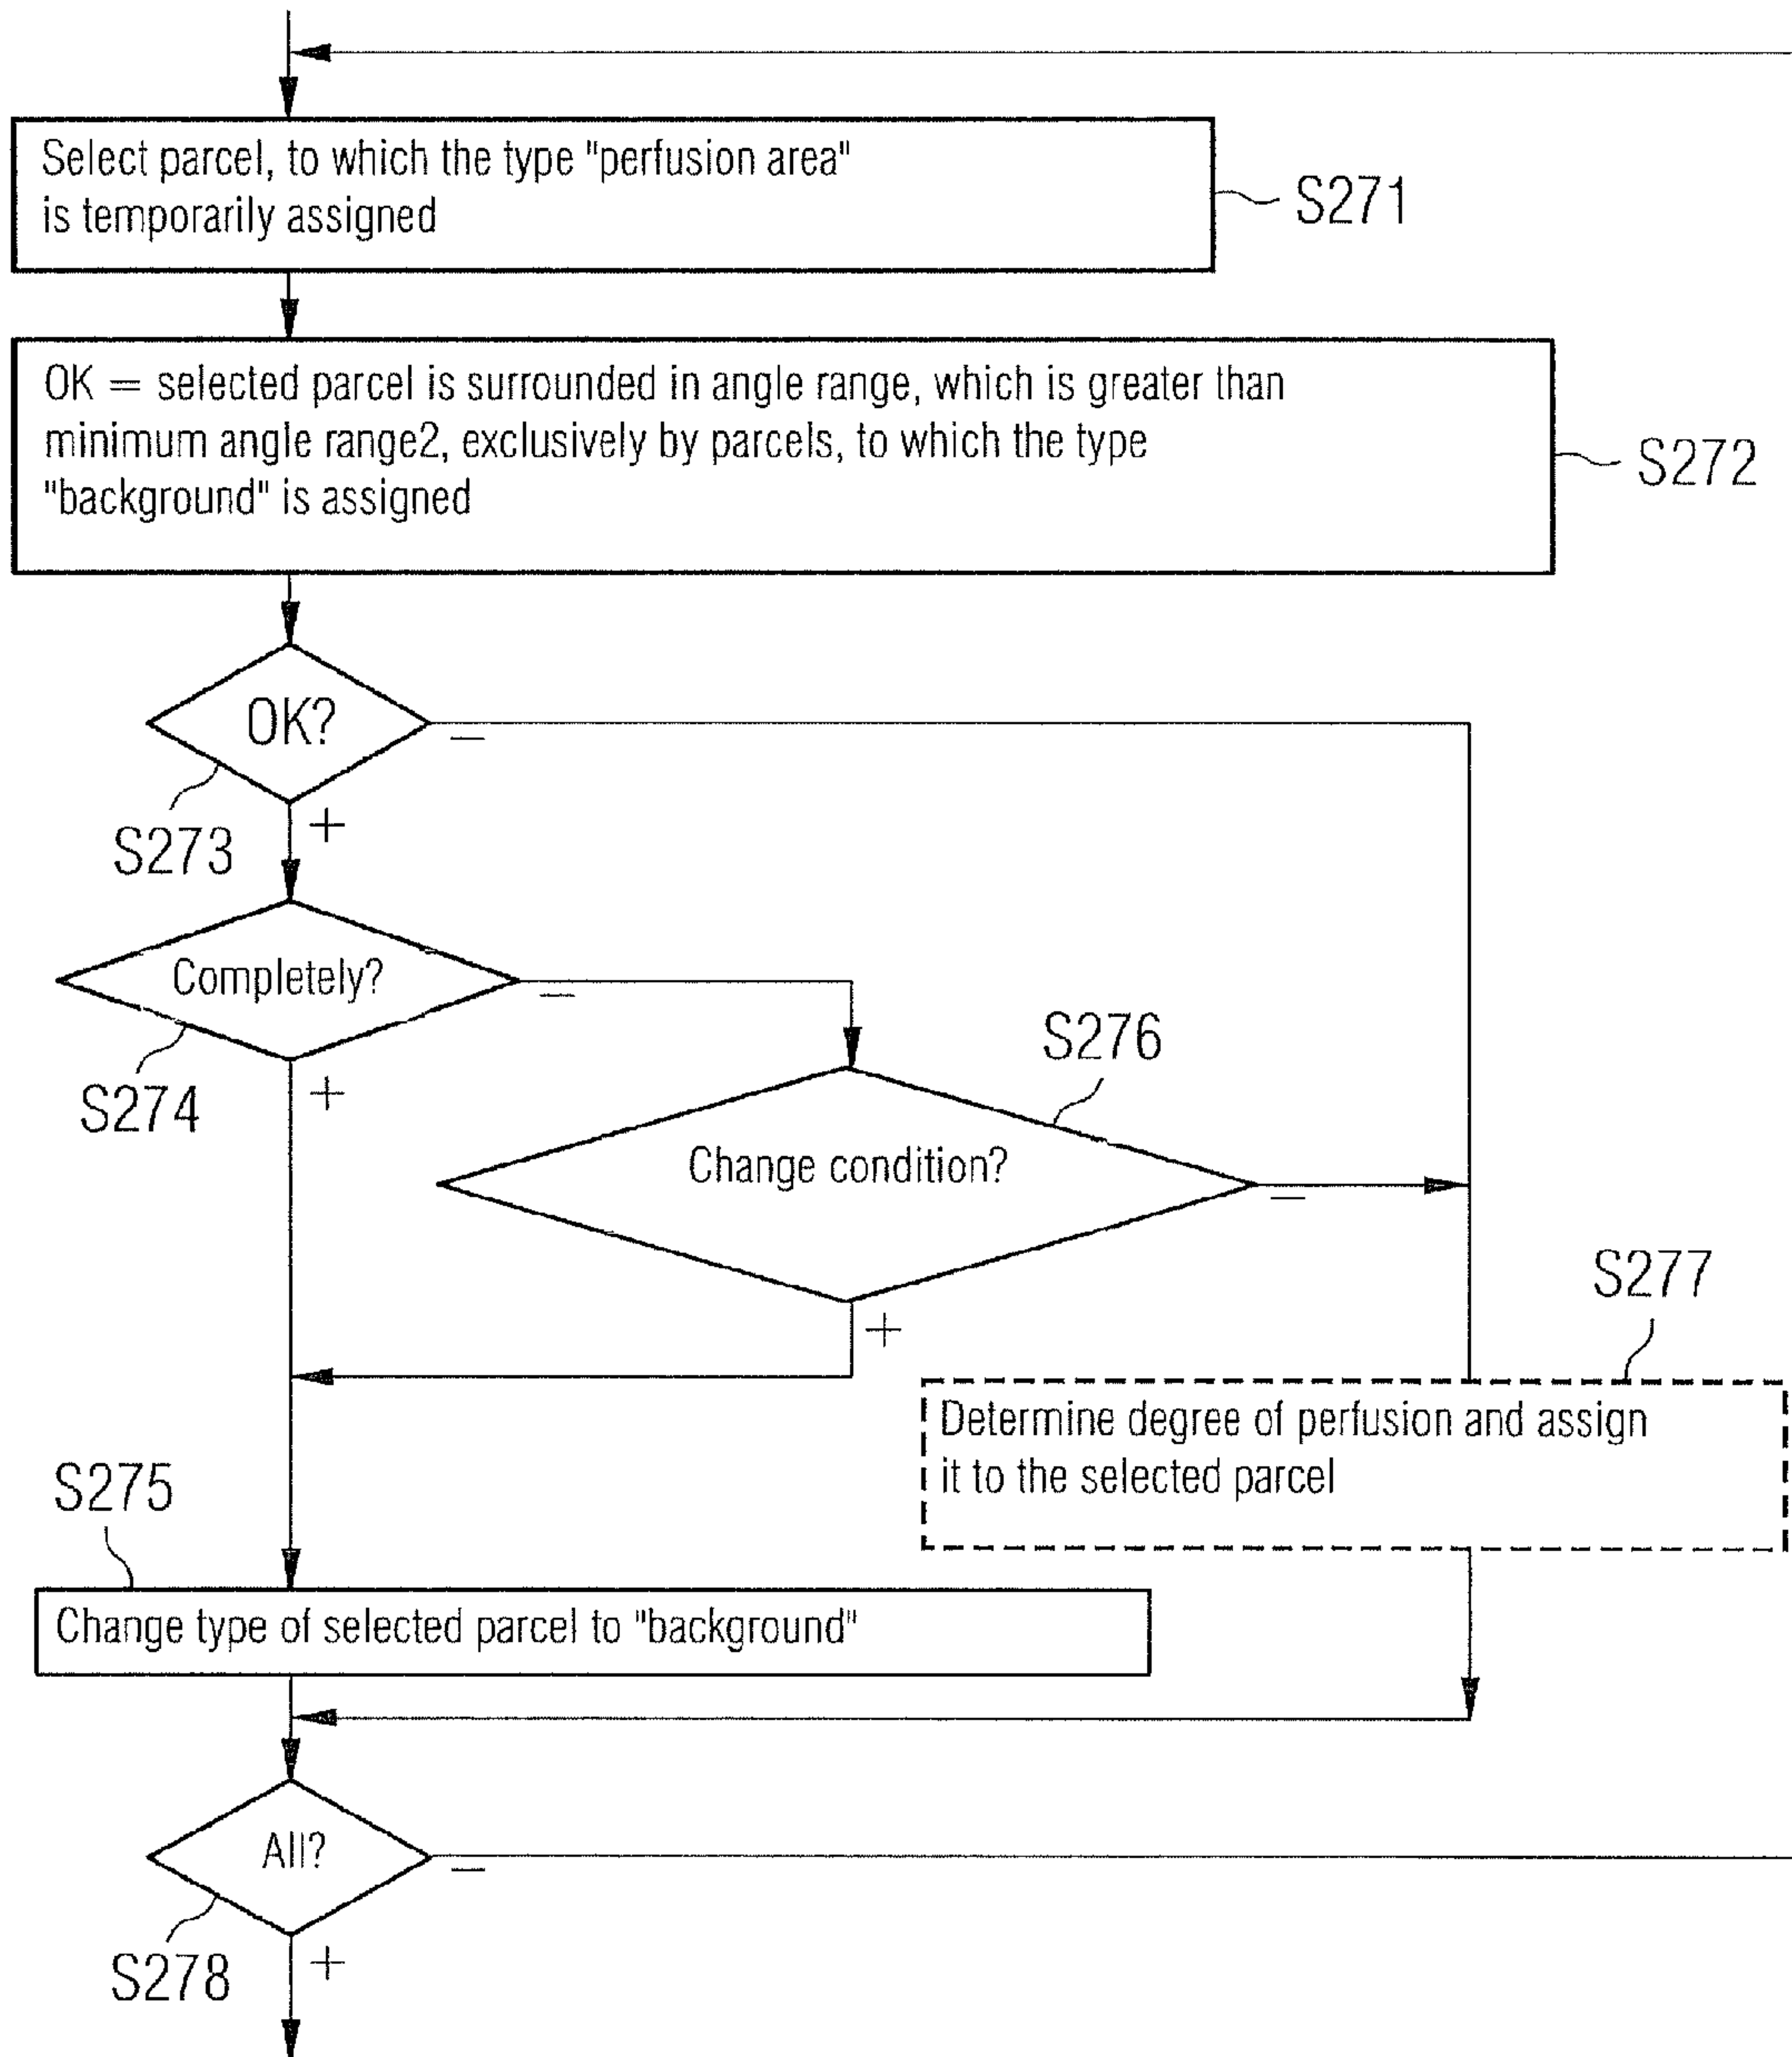 Select parcel, to which the type "perfusion area"
is temporarily assigned
S271
OK = selected parcel is surrounded in angle range, which is greater than
minimum angle range2, exclusively by parcels, to which the type
"background" is assigned
S272
OK?
−
S273
+
Completely?
−
S274
+
S276
Change condition?
−
+
S277
Determine degree of perfusion and assign
it to the selected parcel
S275
Change type of selected parcel to "background"
All?
−
S278
+